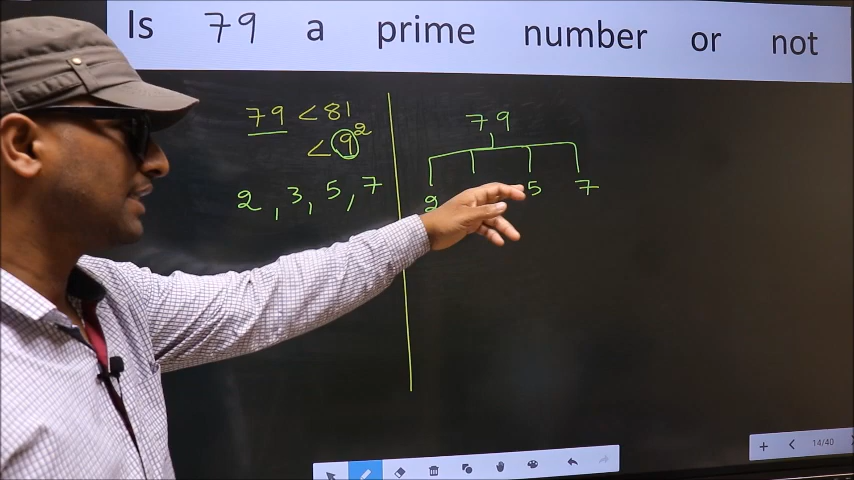 Is 79 a prime number or not
79 < 81
< 9²
2, 3, 5, 7
79
2 5 7
14/40